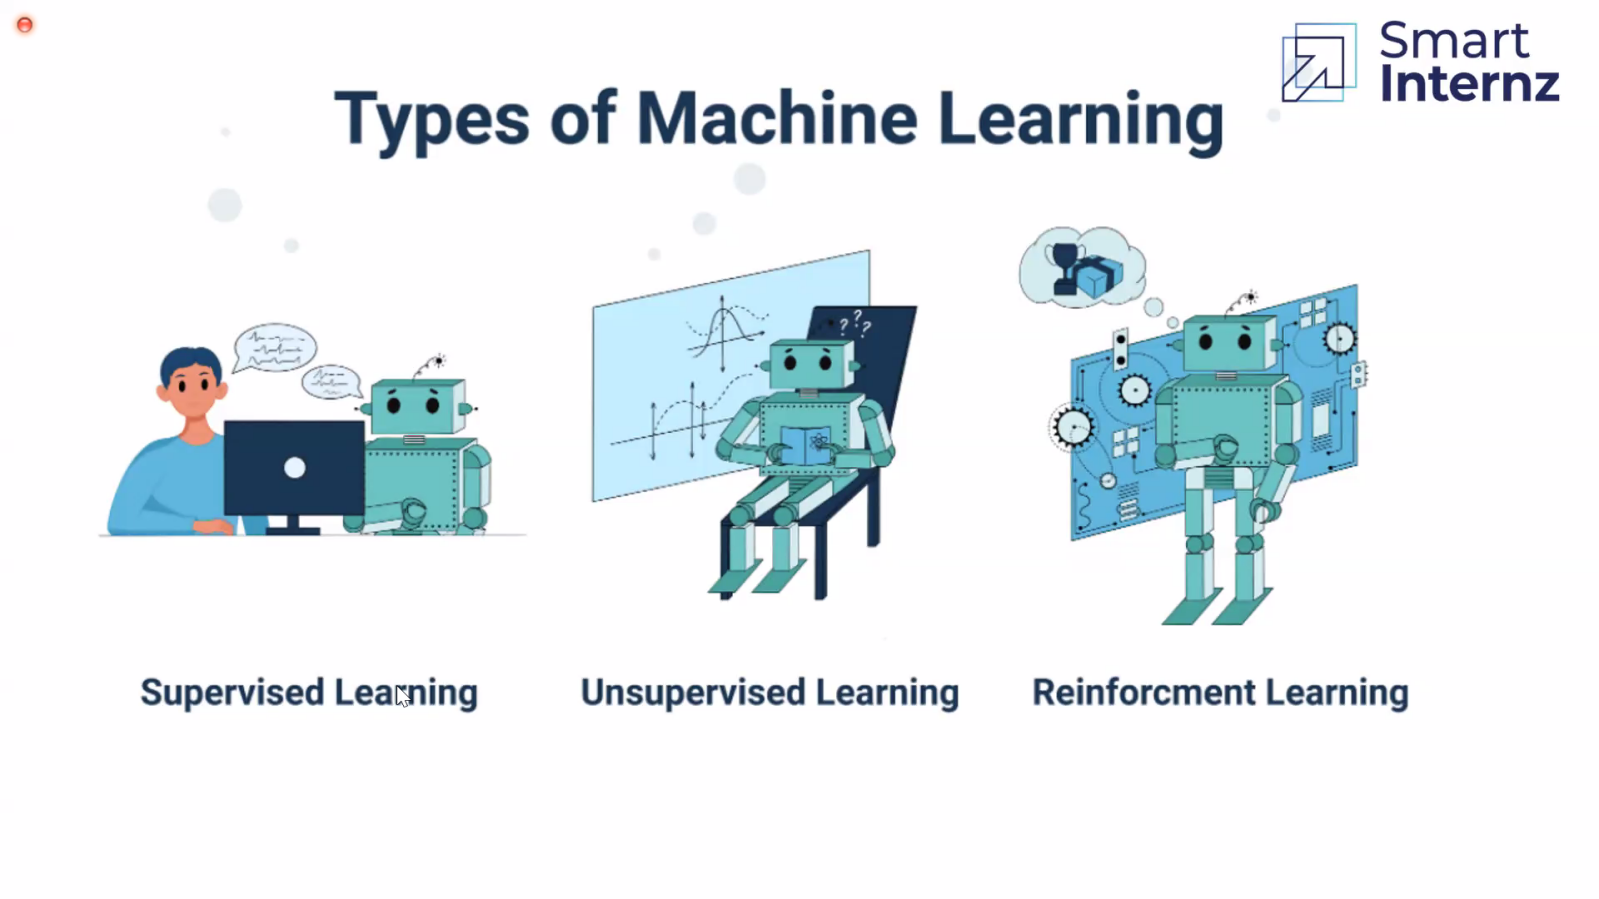 Smart
Internz
Types of Machine Learning
? ? ?
Supervised Learning
Unsupervised Learning
Reinforcment Learning